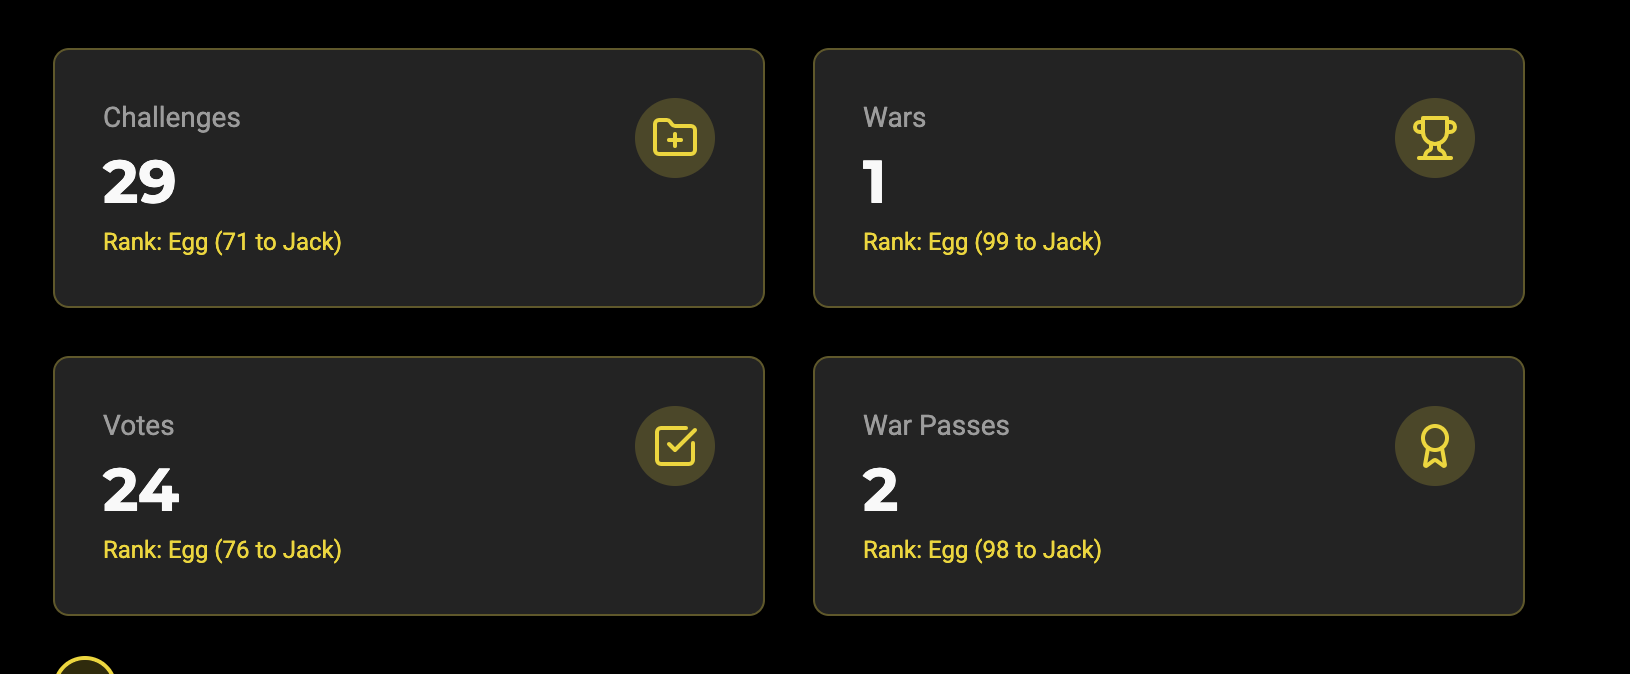 Challenges
29
Rank: Egg (71 to Jack)
Wars
1
Rank: Egg (99 to Jack)
Votes
24
Rank: Egg (76 to Jack)
War Passes
2
Rank: Egg (98 to Jack)